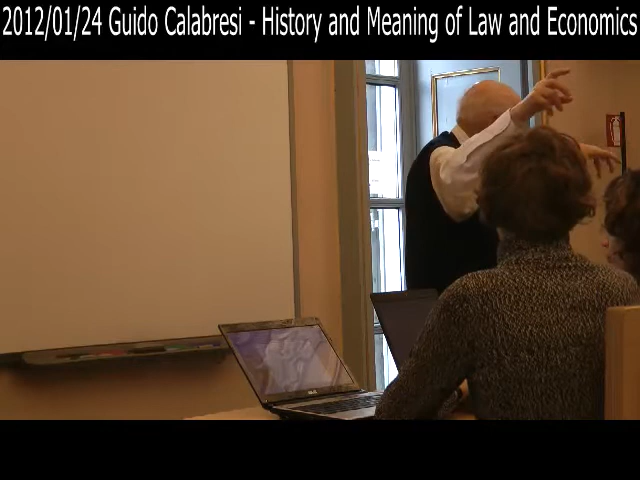 2012/01/24 Guido Calabresi - History and Meaning of Law and Economics